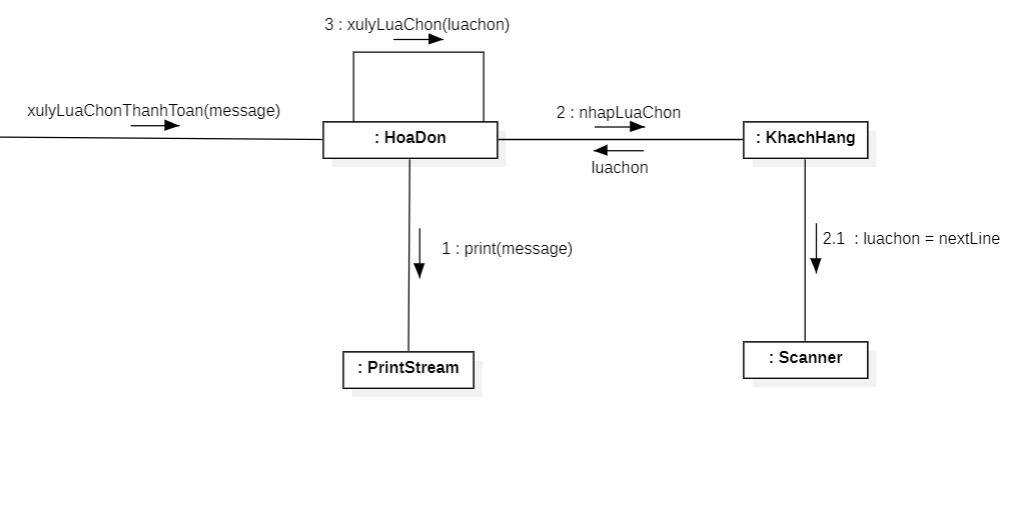 3 : xulyLuaChon(luachon)
xulyLuaChonThanhToan(message)
2 : nhapLuaChon
: HoaDon
: KhachHang
luachon
1 : print(message)
2.1 : luachon = nextLine
: PrintStream
: Scanner